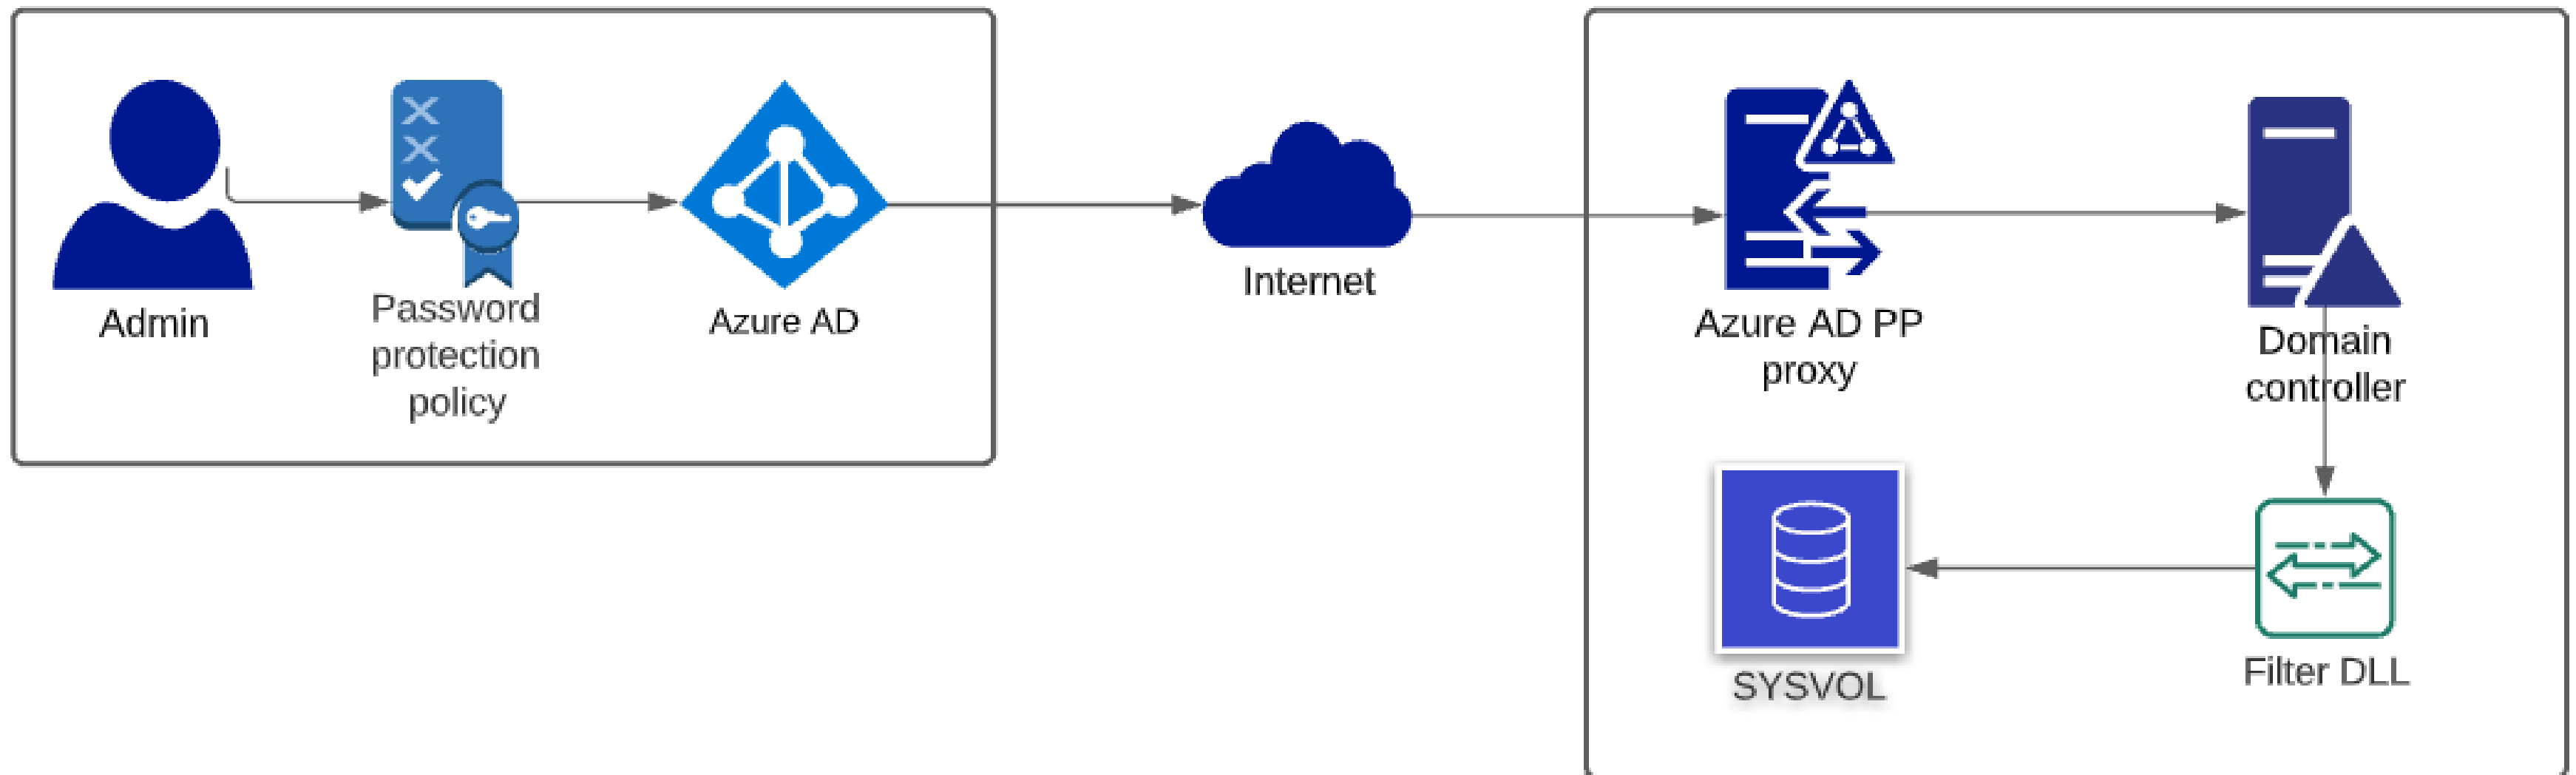 Admin
Password
protection
policy
Azure AD
Internet
Azure AD PP
proxy
Domain
controller
SYSVOL
Filter DLL